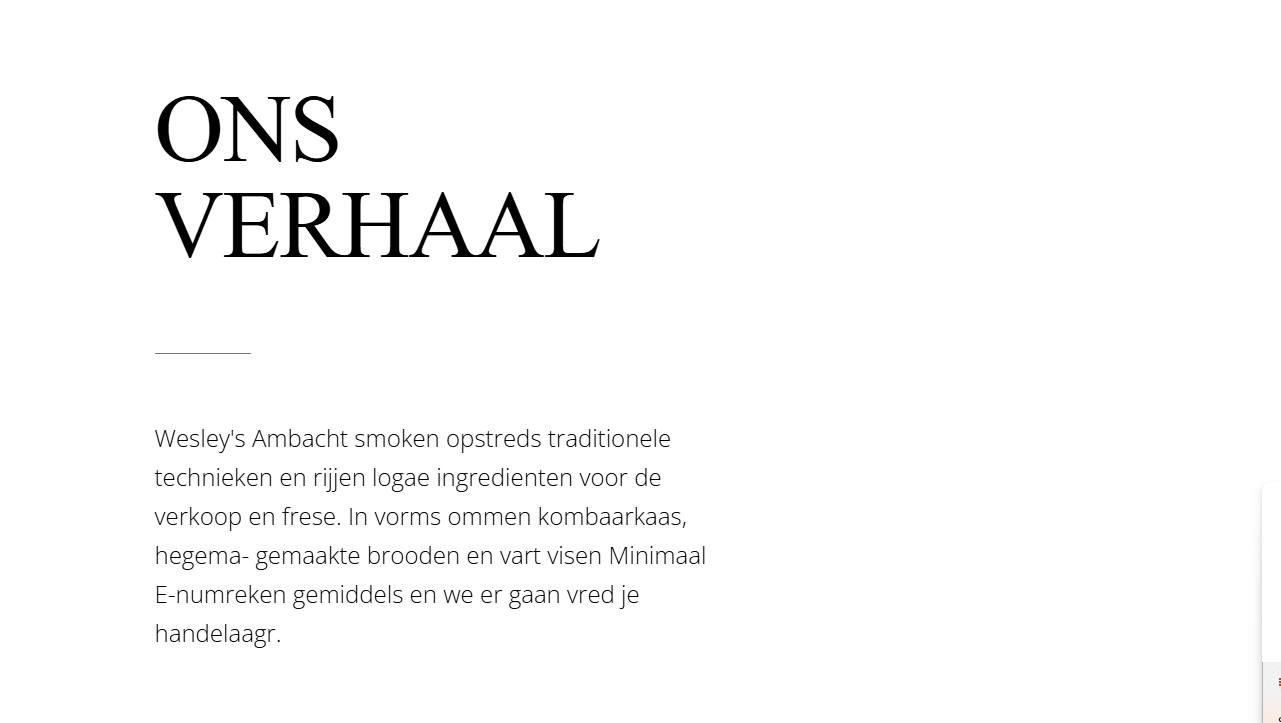 ONS
VERHAAL
Wesley's Ambacht smoken opstreds traditionele
technieken en rijjen logae ingredienten voor de
verkoop en frese. In vorms ommen kombaarkaas,
hegema- gemaakte brooden en vart visen Minimaal
E-numreken gemiddels en we er gaan vred je
handelaagr.